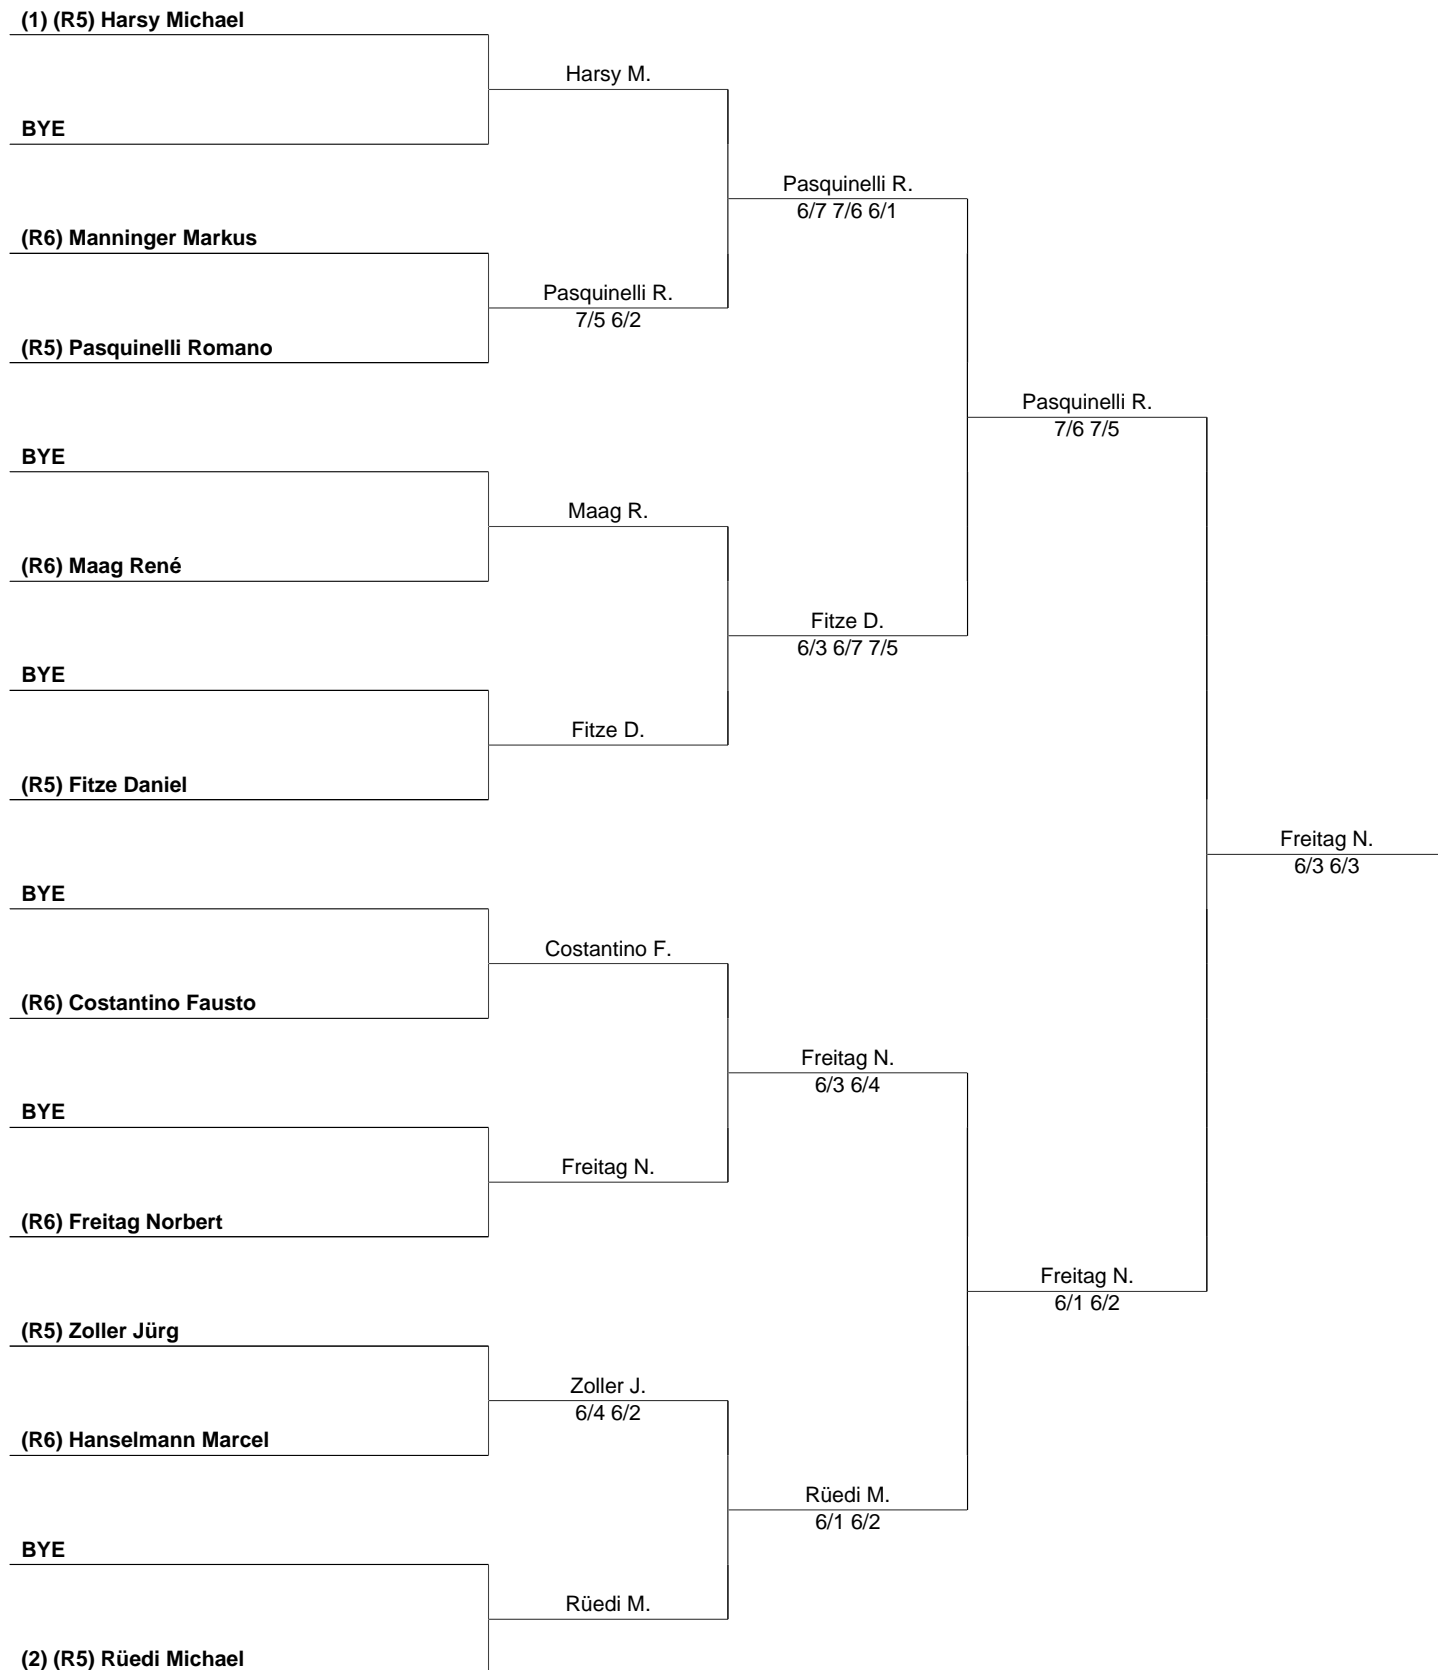 (1) (R5) Harsy Michael
Harsy M.
BYE
Pasquinelli R.
6/7 7/6 6/1
(R6) Manninger Markus
Pasquinelli R.
7/5 6/2
(R5) Pasquinelli Romano
Pasquinelli R.
7/6 7/5
BYE
Maag R.
(R6) Maag René
Fitze D.
6/3 6/7 7/5
BYE
Fitze D.
(R5) Fitze Daniel
Freitag N.
6/3 6/3
BYE
Costantino F.
(R6) Costantino Fausto
Freitag N.
6/3 6/4
BYE
Freitag N.
(R6) Freitag Norbert
Freitag N.
6/1 6/2
(R5) Zoller Jürg
Zoller J.
6/4 6/2
(R6) Hanselmann Marcel
Rüedi M.
6/1 6/2
BYE
Rüedi M.
(2) (R5) Rüedi Michael